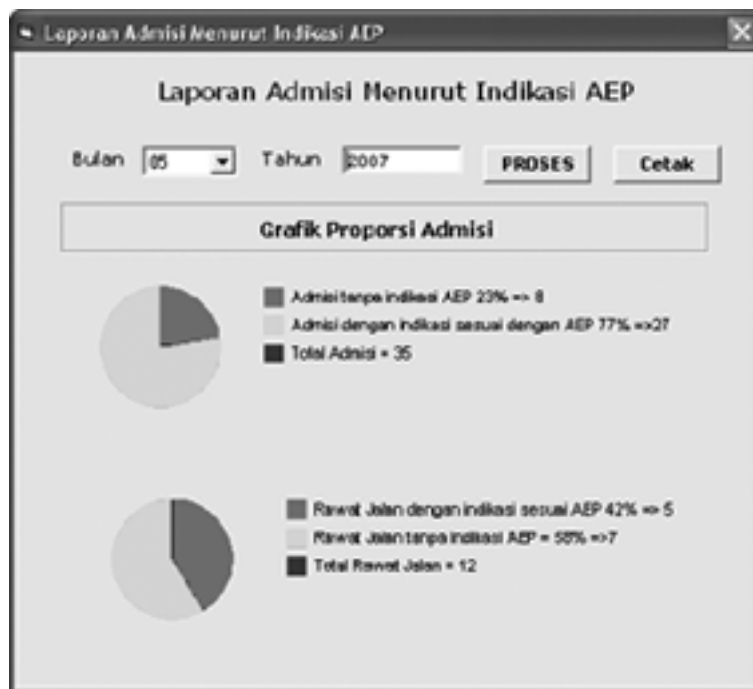 Laporan Admisi Menurut Indikasi AEP
Laporan Admisi Menurut Indikasi AEP
Bulan 05 Tahun 2007 PROSES Cetak
Grafik Proporsi Admisi
Admisi tanpa indikasi AEP 23% => 8
Admisi dengan indikasi sesuai dengan AEP 77% =>27
Total Admisi = 35
Rawat Jalan dengan indikasi sesuai AEP 42% => 5
Rawat Jalan tanpa indikasi AEP = 58% =>7
Total Rawat Jalan = 12